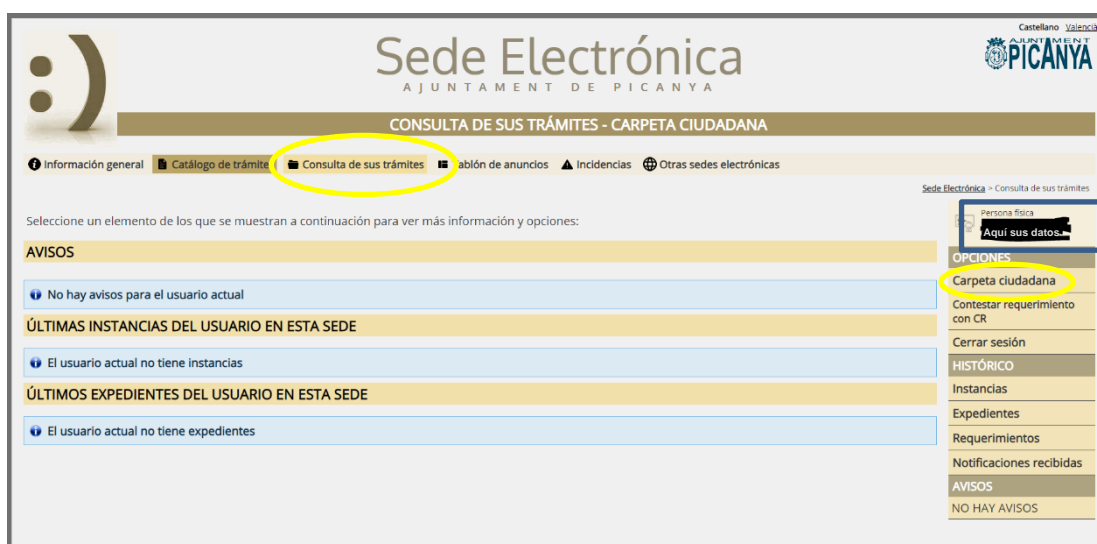 Castellano Valencià
Sede Electrónica
AJUNTAMENT DE PICANYA
AJUNTAMENT
PICANYA
CONSULTA DE SUS TRÁMITES - CARPETA CIUDADANA
Información general Catálogo de trámite Consulta de sus trámites ablón de anuncios Incidencias Otras sedes electrónicas
Sede Electrónica > Consulta de sus trámites
Seleccione un elemento de los que se muestran a continuación para ver más información y opciones:
Persona física
Aquí sus datos
AVISOS
No hay avisos para el usuario actual
ÚLTIMAS INSTANCIAS DEL USUARIO EN ESTA SEDE
El usuario actual no tiene instancias
ÚLTIMOS EXPEDIENTES DEL USUARIO EN ESTA SEDE
El usuario actual no tiene expedientes
OPCIONES
Carpeta ciudadana
Contestar requerimiento
con CR
Cerrar sesión
HISTÓRICO
Instancias
Expedientes
Requerimientos
Notificaciones recibidas
AVISOS
NO HAY AVISOS